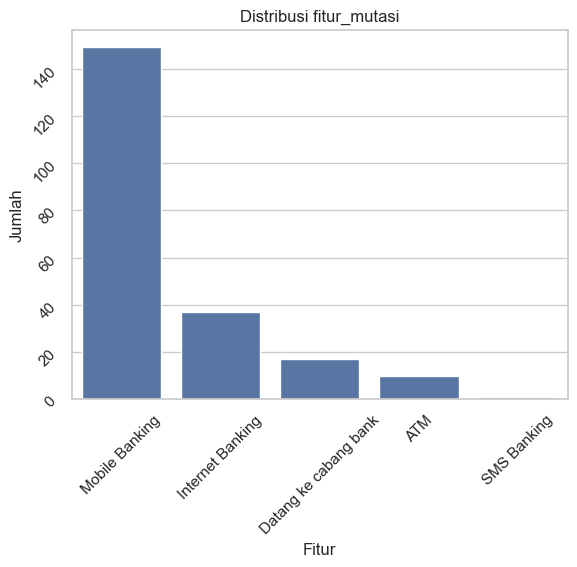 Distribusi fitur_mutasi
Jumlah
140
120
100
80
60
40
20
0
Mobile Banking
Internet Banking
Datang ke cabang bank
ATM
SMS Banking
Fitur